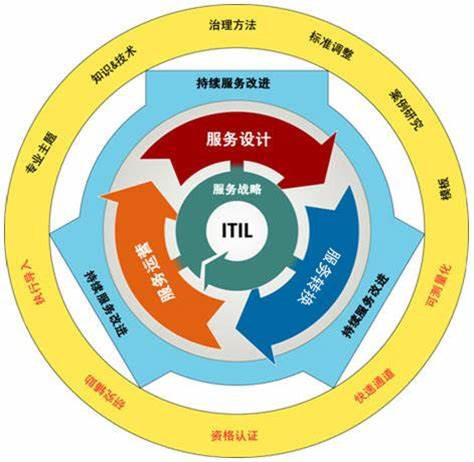 治理方法
标准调整
案例研究
模板
可测量化
快速通道
资格认证
研究辅助
执行导入
专业主题
知识&技术
持续服务改进
持续服务改进
持续服务改进
服务设计
服务转换
服务运营
服务战略
ITIL